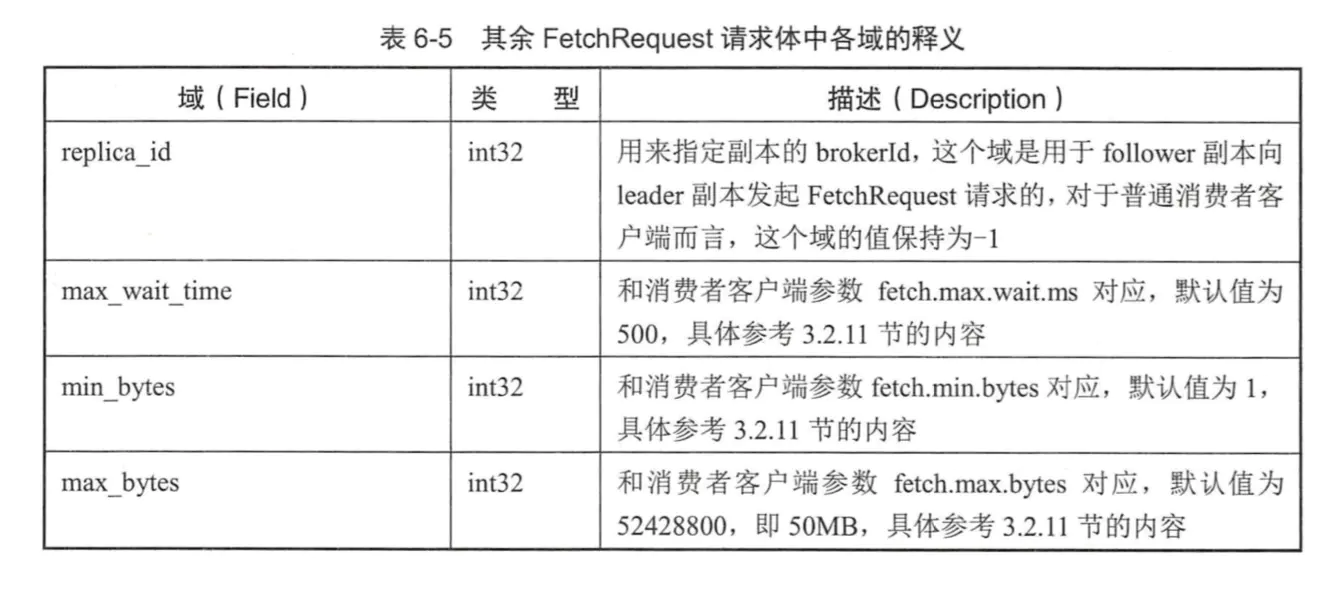 表 6-5 其余 FetchRequest 请求体中各域的释义
域（Field） 类 型 描述（Description）
replica_id int32 用来指定副本的 brokerId，这个域是用于 follower 副本向
leader 副本发起 FetchRequest 请求的，对于普通消费者客
户端而言，这个域的值保持为-1
max_wait_time int32 和消费者客户端参数 fetch.max.wait.ms 对应，默认值为
500，具体参考 3.2.11 节的内容
min_bytes int32 和消费者客户端参数 fetch.min.bytes 对应，默认值为 1，
具体参考 3.2.11 节的内容
max_bytes int32 和消费者客户端参数 fetch.max.bytes 对应，默认值为
52428800，即 50MB，具体参考 3.2.11 节的内容